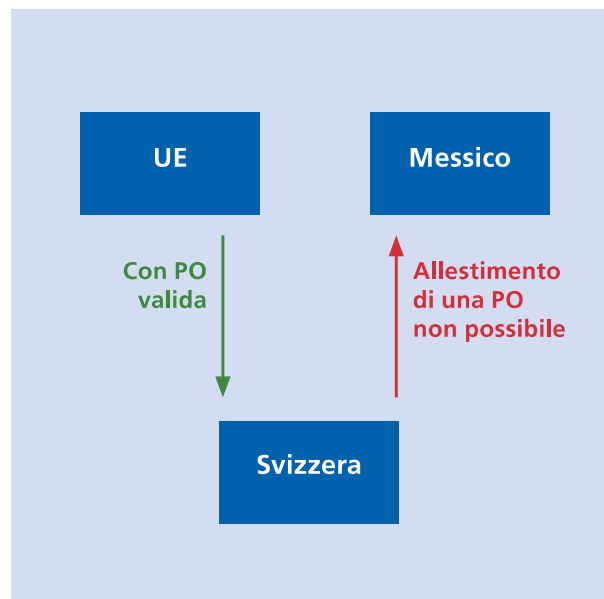 UE
Messico
Con PO
valida
Allestimento
di una PO
non possibile
Svizzera